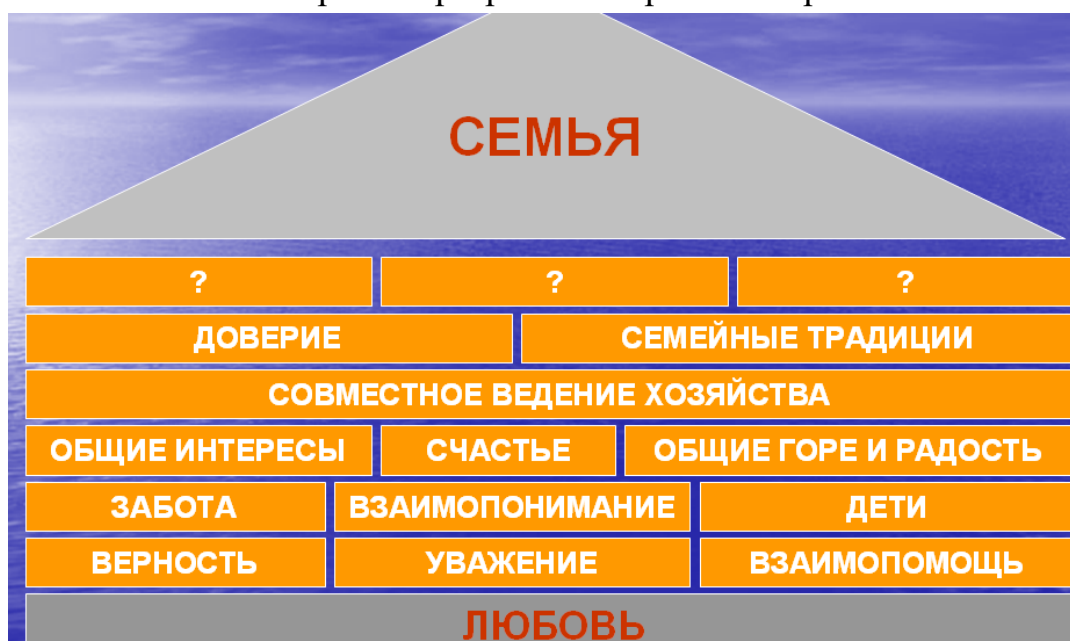 СЕМЬЯ
? ? ?
ДОВЕРИЕ СЕМЕЙНЫЕ ТРАДИЦИИ
СОВМЕСТНОЕ ВЕДЕНИЕ ХОЗЯЙСТВА
ОБЩИЕ ИНТЕРЕСЫ СЧАСТЬЕ ОБЩИЕ ГОРЕ И РАДОСТЬ
ЗАБОТА ВЗАИМОПОНИМАНИЕ ДЕТИ
ВЕРНОСТЬ УВАЖЕНИЕ ВЗАИМОПОМОЩЬ
ЛЮБОВЬ